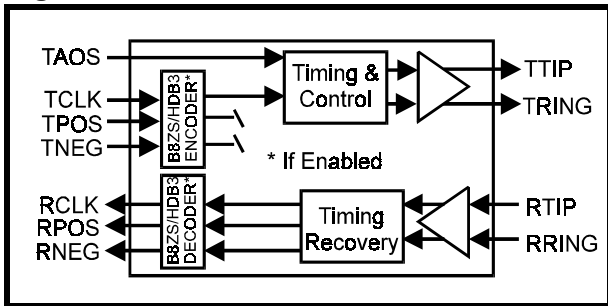 TAOS
TCLK
TPOS
TNEG
B8ZS/HDB3
ENCODER*
Timing &
Control
TTIP
TRING
* If Enabled
RCLK
RPOS
RNEG
B8ZS/HDB3
DECODER*
Timing
Recovery
RTIP
RRING